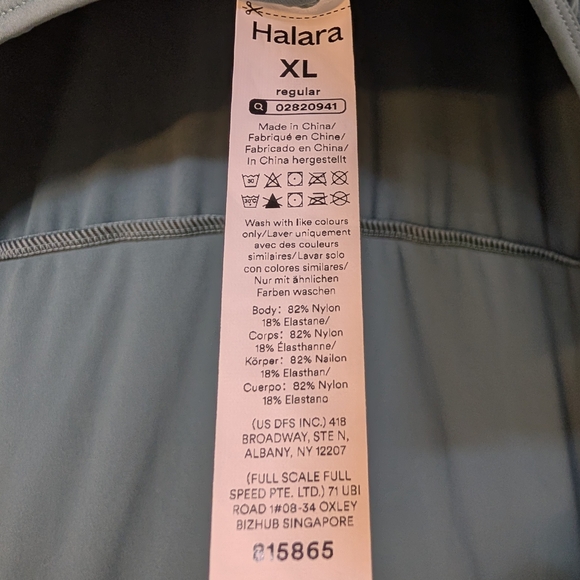 Halara
XL
regular
02820941
Made in China/
Fabriqué en Chine/
Fabricado en China/
In China hergestellt
30
30°C
Wash with like colours
only/Laver uniquement
avec des couleurs
similaires/ Lavar solo
con colores similares/
Nur mit ähnlichen
Farben waschen
Body: 82% Nylon
18% Elastane/
Corps: 82% Nylon
18% Élasthanne/
Körper: 82% Nailon
18% Elasthan/
Cuerpo: 82% Nylon
18% Elastano
(US DFS INC.) 418
BROADWAY, STE N,
ALBANY, NY 12207
(FULL SCALE FULL
SPEED PTE. LTD.) 71 UBI
ROAD 1#08-34 OXLEY
BIZHUB SINGAPORE
815865